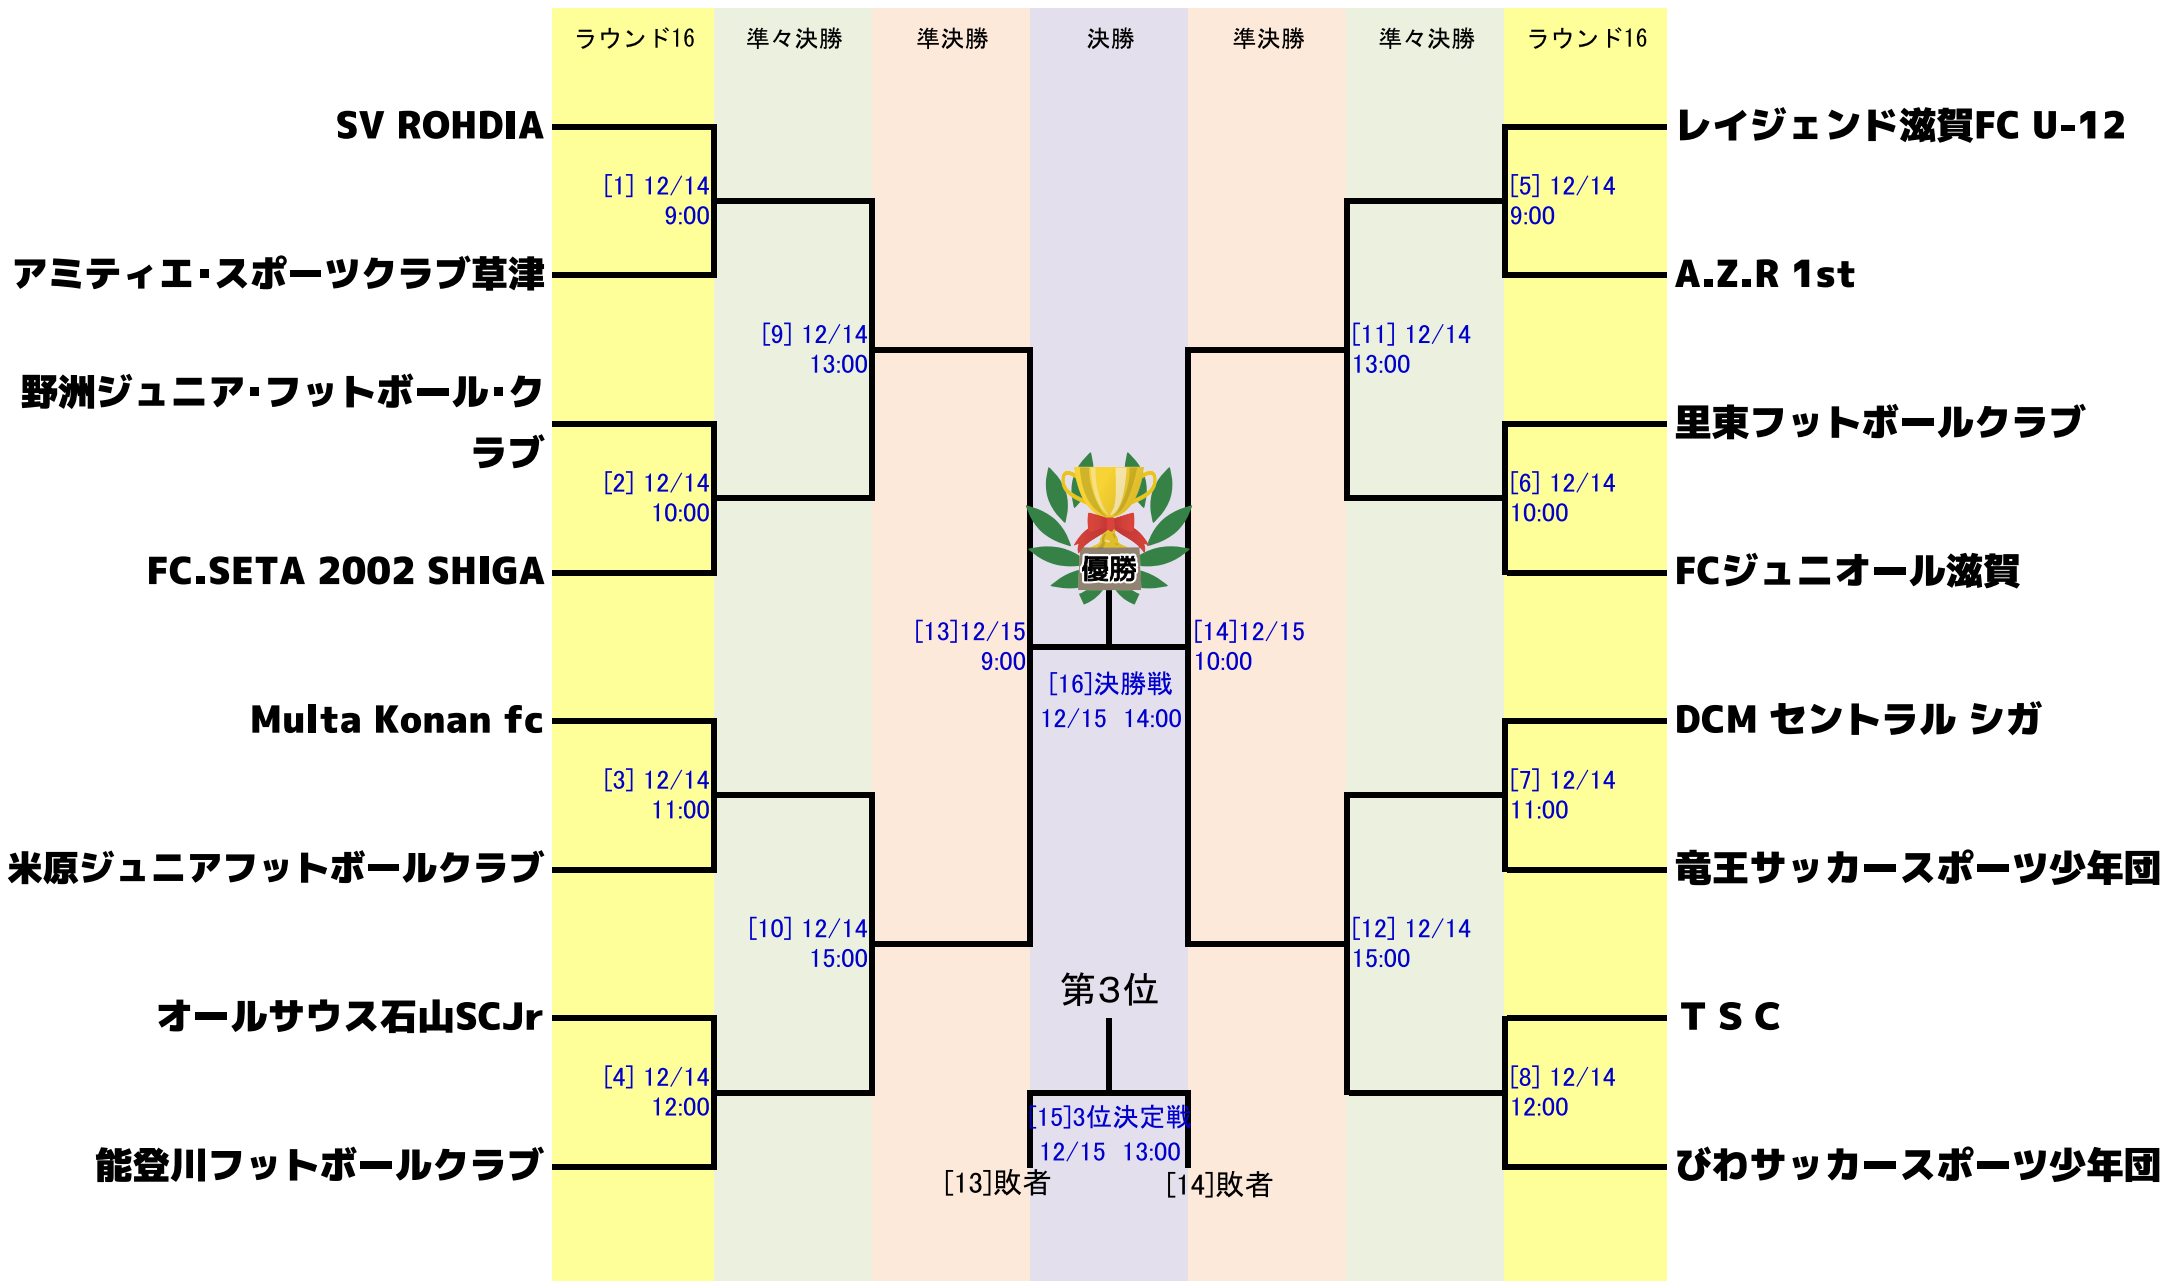 ラウンド16 準々決勝 準決勝 決勝 準決勝 準々決勝 ラウンド16
SV ROHDIA
[1] 12/14
9:00
アミティエ・スポーツクラブ草津
[9] 12/14
13:00
野洲ジュニア・フットボール・ク
ラブ
[2] 12/14
10:00
FC.SETA 2002 SHIGA
[13]12/15
9:00
Multa Konan fc
[3] 12/14
11:00
米原ジュニアフットボールクラブ
[10] 12/14
15:00
オールサウス石山SCJr
[4] 12/14
12:00
能登川フットボールクラブ
優勝
[16]決勝戦
12/15 14:00
第3位
[15]3位決定戦
12/15 13:00
[13]敗者
[14]敗者
レイジェンド滋賀FC U-12
[5] 12/14
9:00
A.Z.R 1st
[11] 12/14
13:00
里東フットボールクラブ
[6] 12/14
10:00
FCジュニオール滋賀
[14]12/15
10:00
DCM セントラル シガ
[7] 12/14
11:00
竜王サッカースポーツ少年団
[12] 12/14
15:00
ＴＳＣ
[8] 12/14
12:00
びわサッカースポーツ少年団